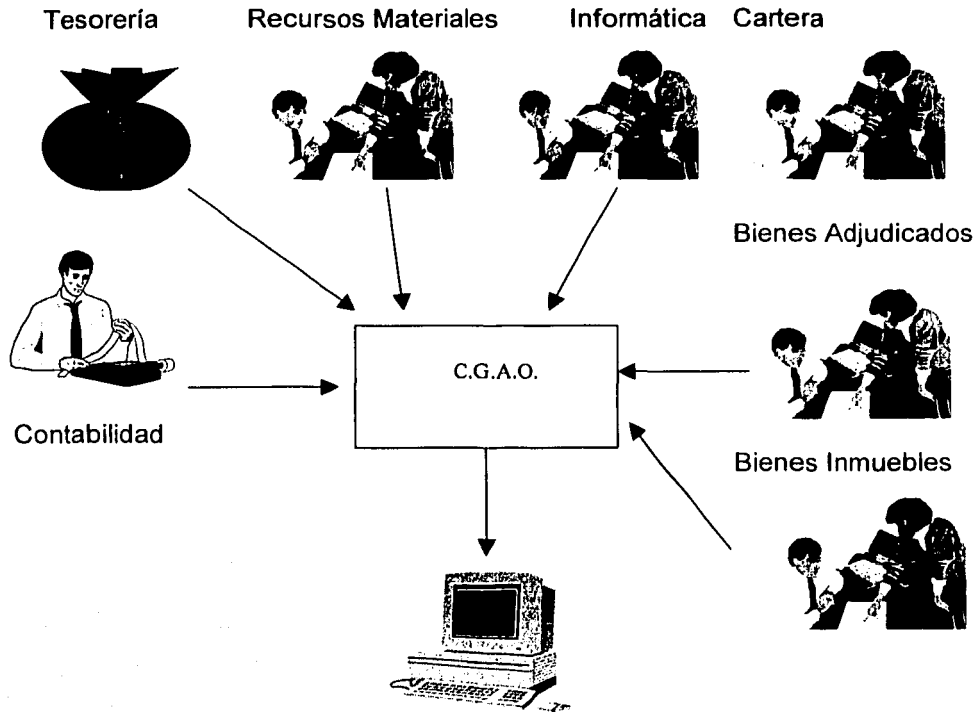 Tesorería
Recursos Materiales
Informática
Cartera
Bienes Adjudicados
C.G.A.O.
Contabilidad
Bienes Inmuebles